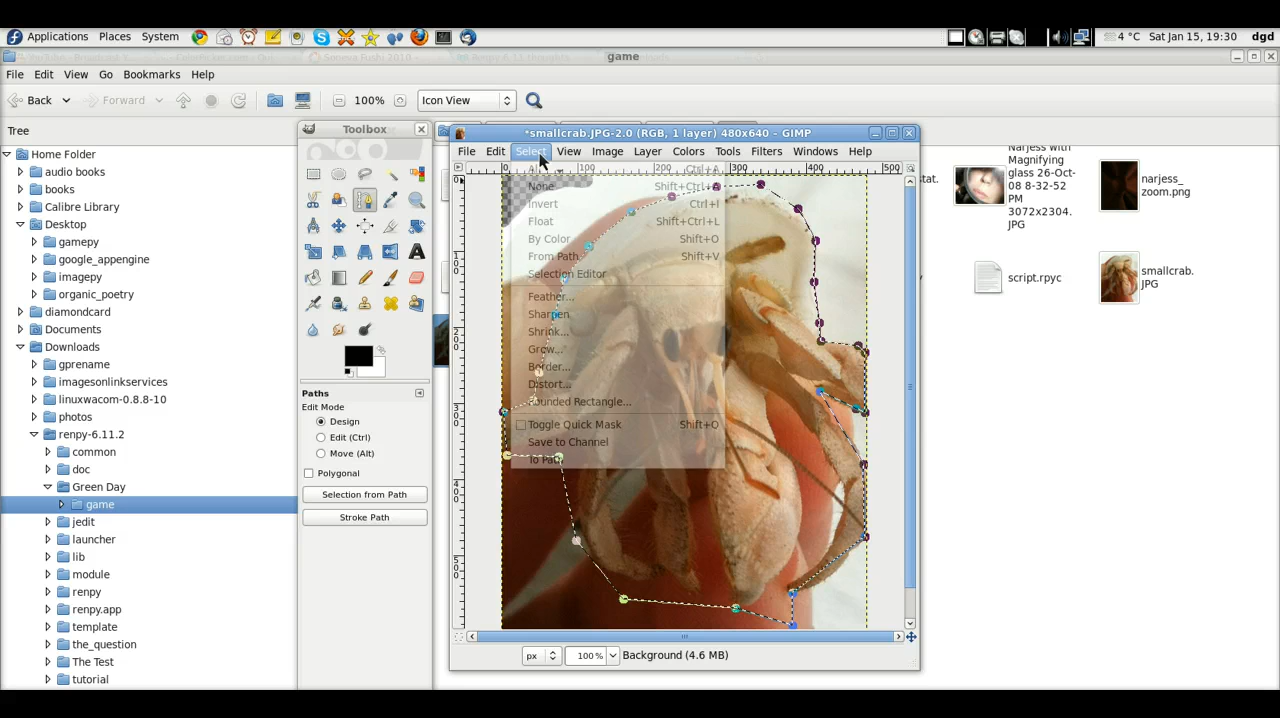 Applications Places System
4 °C Sat Jan 15, 19:30 dgd
game
File Edit View Go Bookmarks Help
Back Forward 100% Icon View
Tree
Home Folder
audio books
books
Calibre Library
Desktop
gamepy
google_appengine
imagepy
organic_poetry
diamondcard
Documents
Downloads
gprename
imagesonlinkservices
linuxwacom-0.8.8-10
photos
renpy-6.11.2
common
doc
Green Day
game
jedit
launcher
lib
module
renpy
renpy.app
template
the_question
The Test
tutorial
Toolbox
Paths
Edit Mode
Design
Edit (Ctrl)
Move (Alt)
Polygonal
Selection from Path
Stroke Path
*smallcrab.JPG-2.0 (RGB, 1 layer) 480x640 – GIMP
File Edit Select View Image Layer Colors Tools Filters Windows Help
0 100 200 300 400 500
Ctrl+A
None Shift+Ctrl+A
Invert Ctrl+I
Float Shift+Ctrl+L
By Color Shift+O
From Path Shift+V
Selection Editor
Feather...
Sharpen
Shrink...
Grow...
Border...
Distort...
Rounded Rectangle...
Toggle Quick Mask Shift+Q
Save to Channel
To Path
px 100% Background (4.6 MB)
stat.
Narjess with
Magnifying
glass 26-Oct-
08 8-32-52
PM
3072x2304.
JPG
narjess_
zoom.png
script.rpyc
smallcrab.
JPG